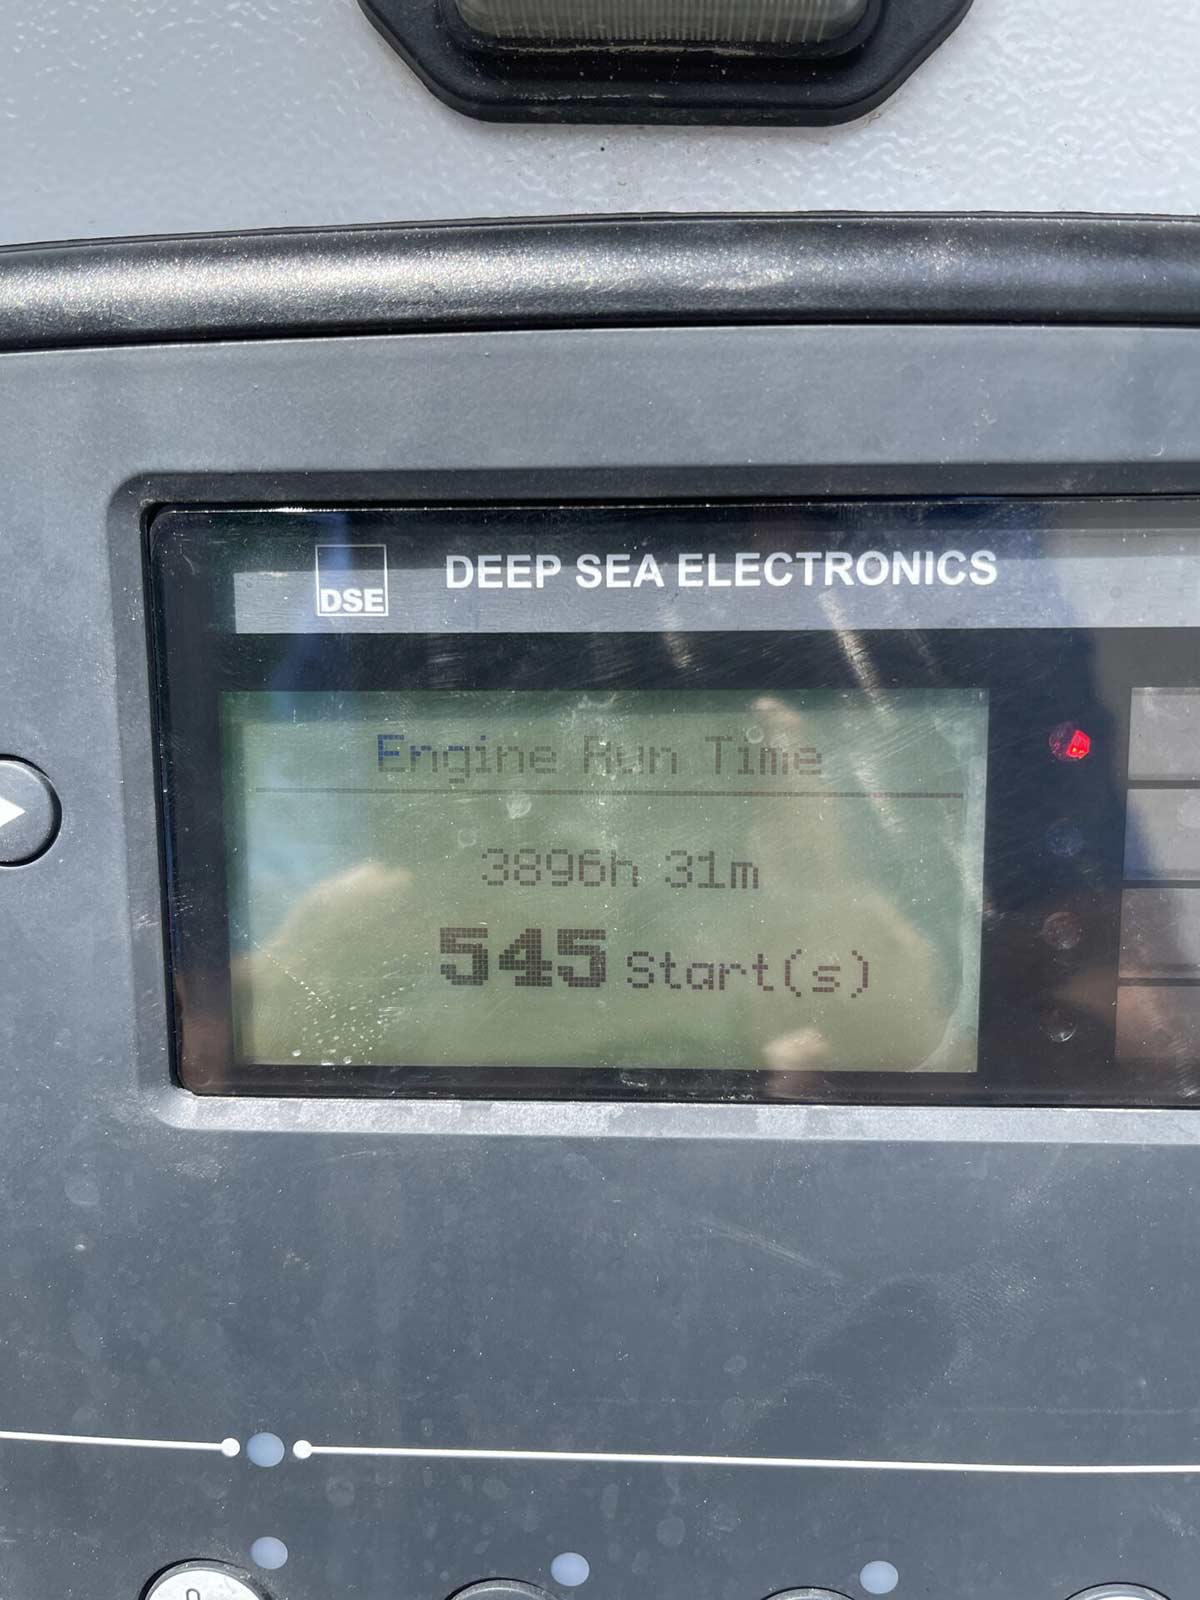 DSE
DEEP SEA ELECTRONICS
Engine Run Time
3896h 31m
545 Start(s)